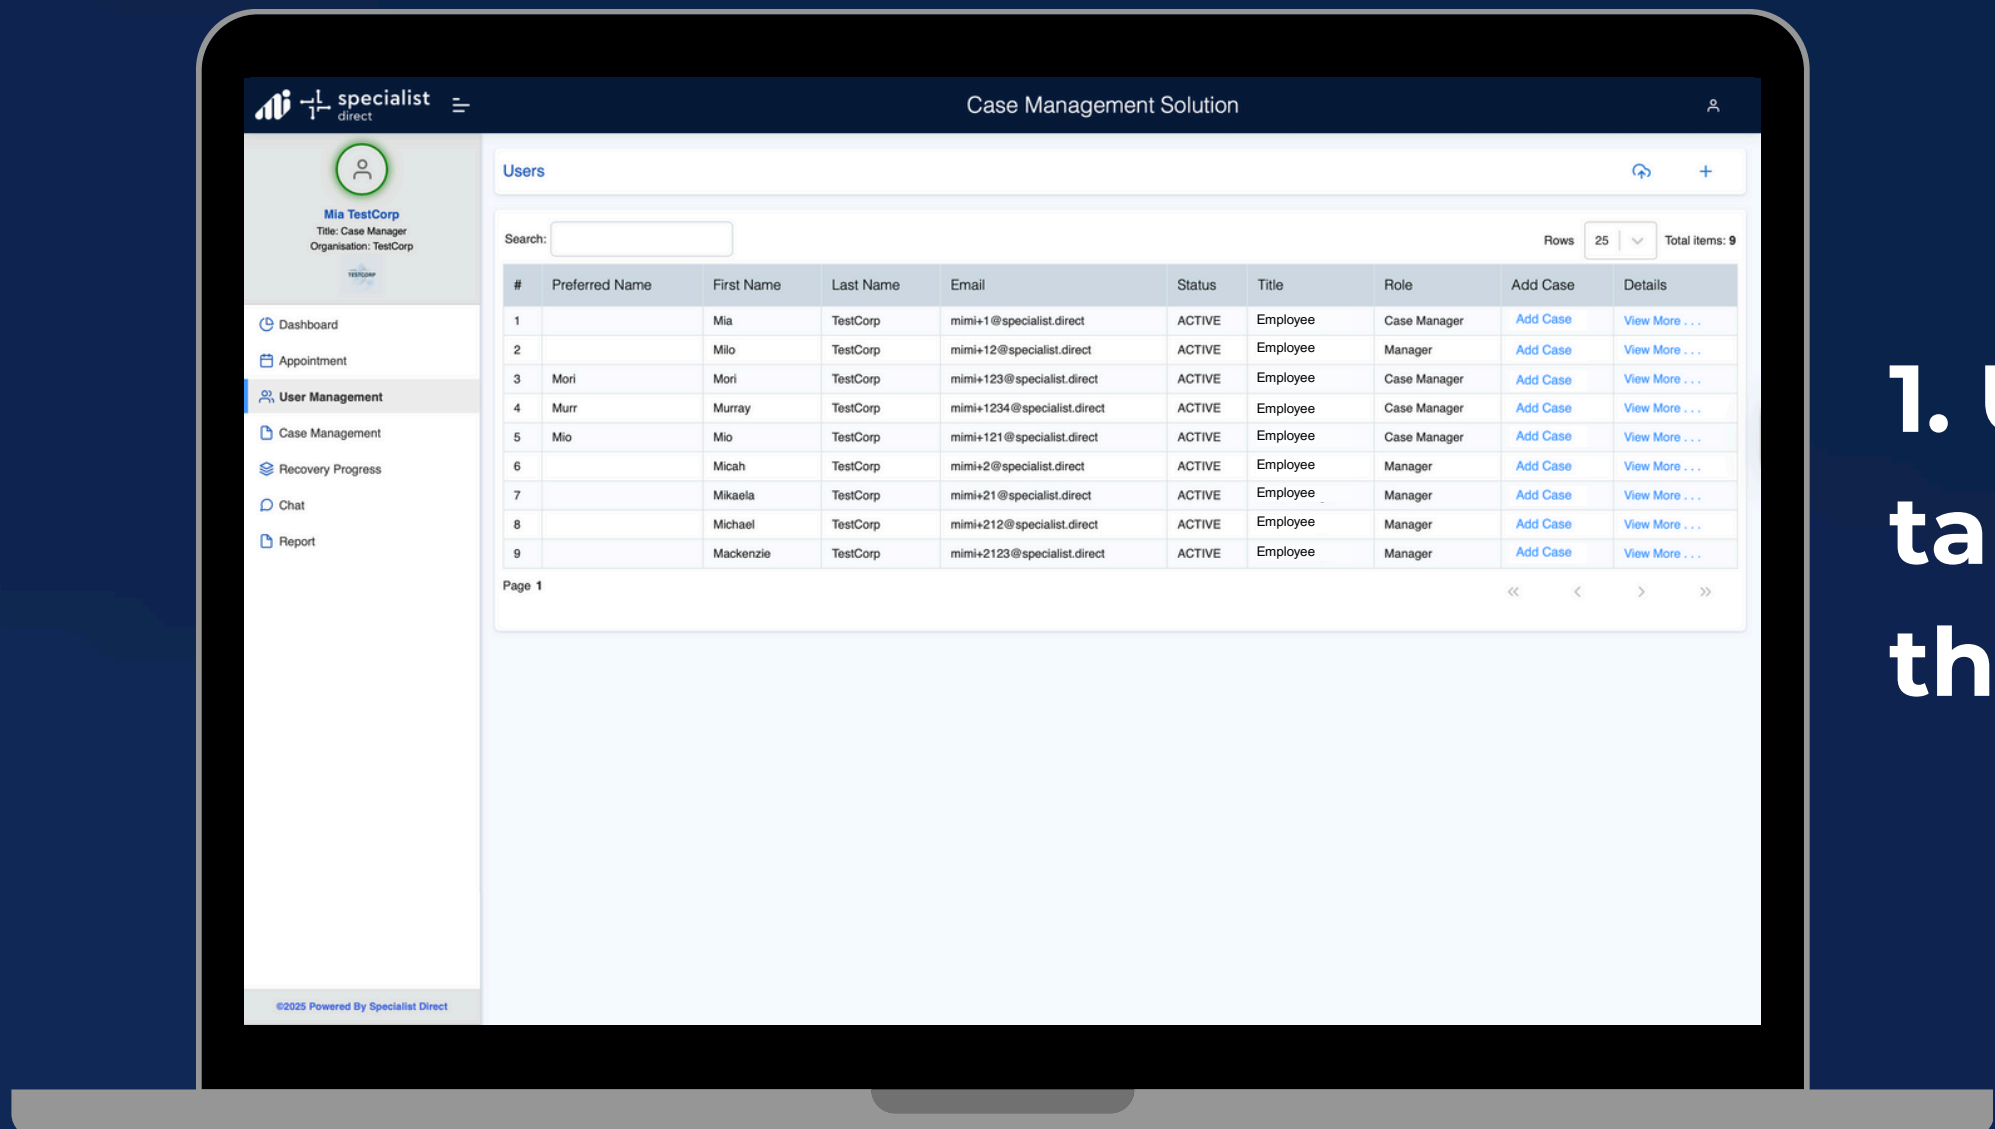 specialist
direct
Case Management Solution
Mia TestCorp
Title: Case Manager
Organisation: TestCorp
TESTCORP
Dashboard
Appointment
User Management
Case Management
Recovery Progress
Chat
Report
©2025 Powered By Specialist Direct
Users
Search:
Rows 25 Total items: 9
# Preferred Name First Name Last Name Email Status Title Role Add Case Details
1 Mia TestCorp mimi+1@specialist.direct ACTIVE Employee Case Manager Add Case View More . . .
2 Milo TestCorp mimi+12@specialist.direct ACTIVE Employee Manager Add Case View More . . .
3 Mori Mori TestCorp mimi+123@specialist.direct ACTIVE Employee Case Manager Add Case View More . . .
4 Murr Murray TestCorp mimi+1234@specialist.direct ACTIVE Employee Case Manager Add Case View More . . .
5 Mio Mio TestCorp mimi+121@specialist.direct ACTIVE Employee Case Manager Add Case View More . . .
6 Micah TestCorp mimi+2@specialist.direct ACTIVE Employee Manager Add Case View More . . .
7 Mikaela TestCorp mimi+21@specialist.direct ACTIVE Employee Manager Add Case View More . . .
8 Michael TestCorp mimi+212@specialist.direct ACTIVE Employee Manager Add Case View More . . .
9 Mackenzie TestCorp mimi+2123@specialist.direct ACTIVE Employee Manager Add Case View More . . .
Page 1
1.
ta
th